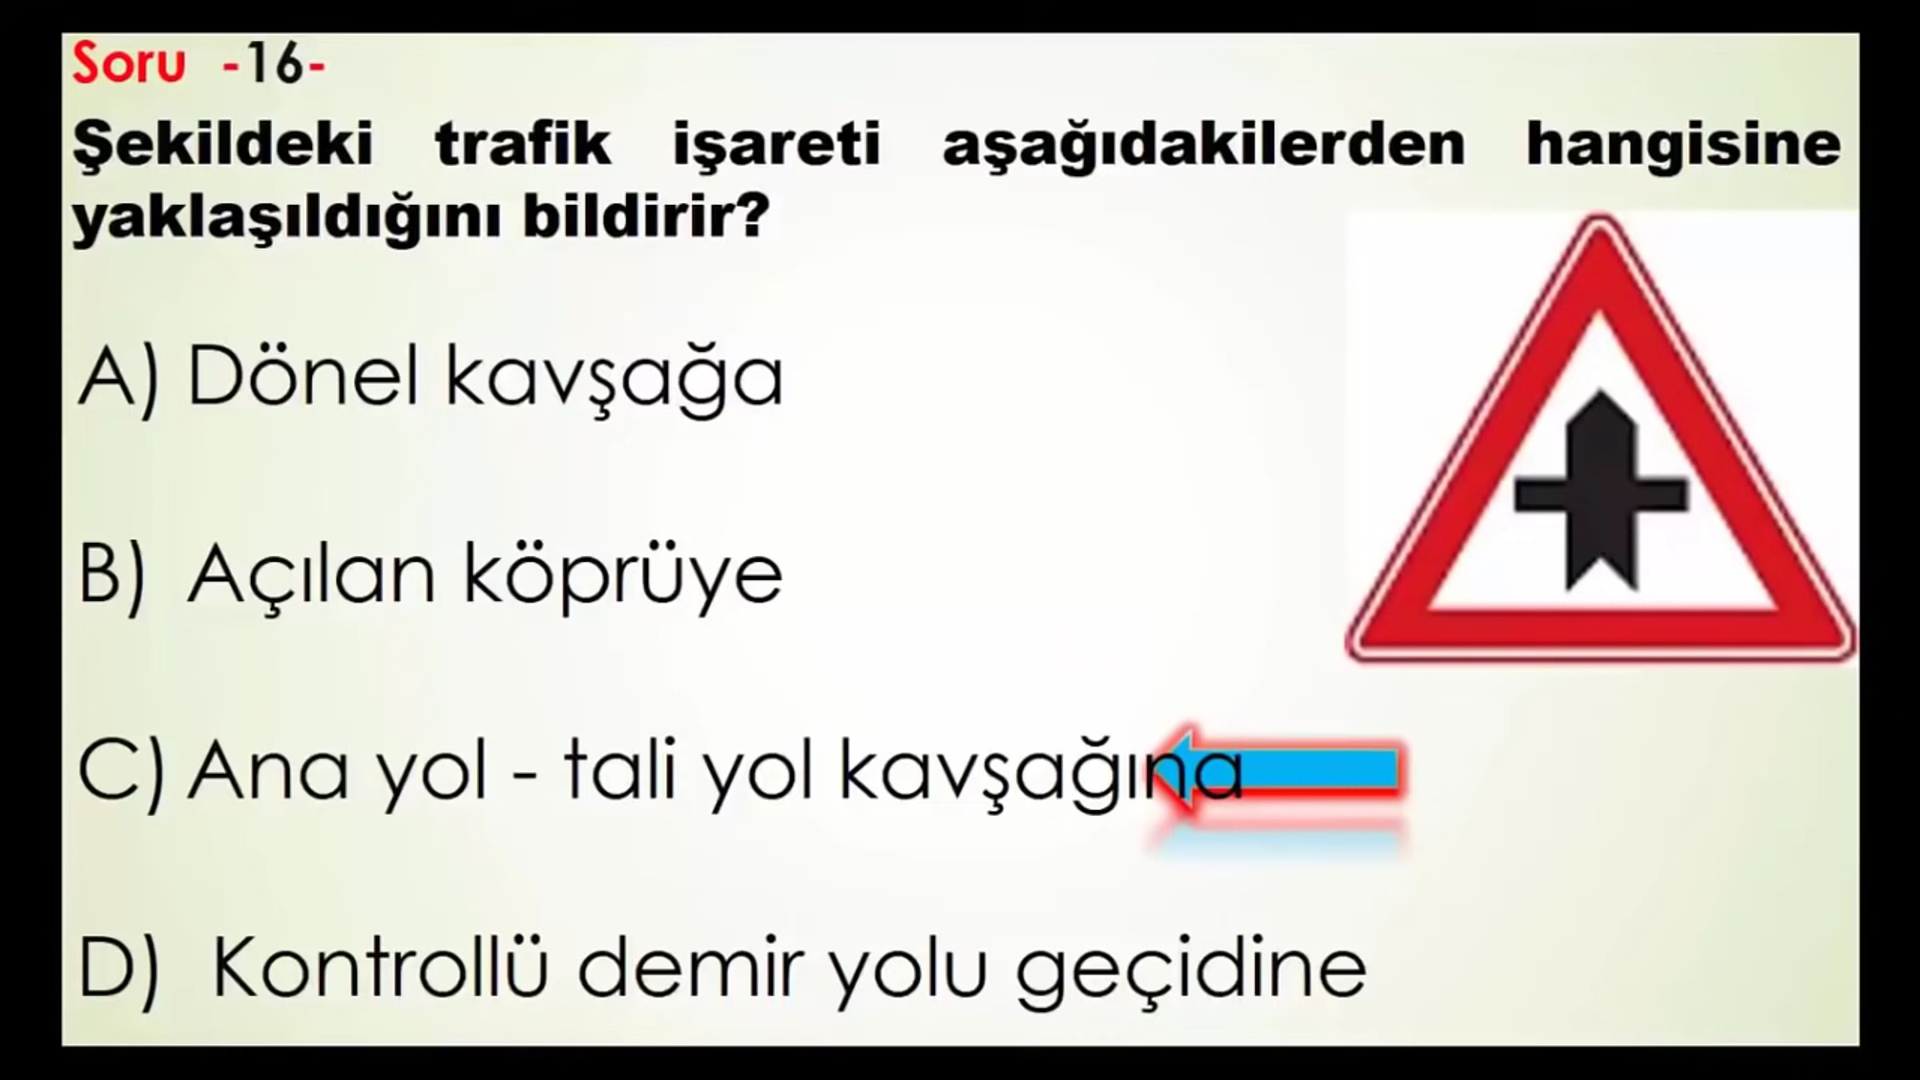 Soru -16-
Şekildeki trafik işareti aşağıdakilerden hangisine
yaklaşıldığını bildirir?
A) Dönel kavşağa
B) Açılan köprüye
C) Ana yol - tali yol kavşağına
D) Kontrollü demir yolu geçidine